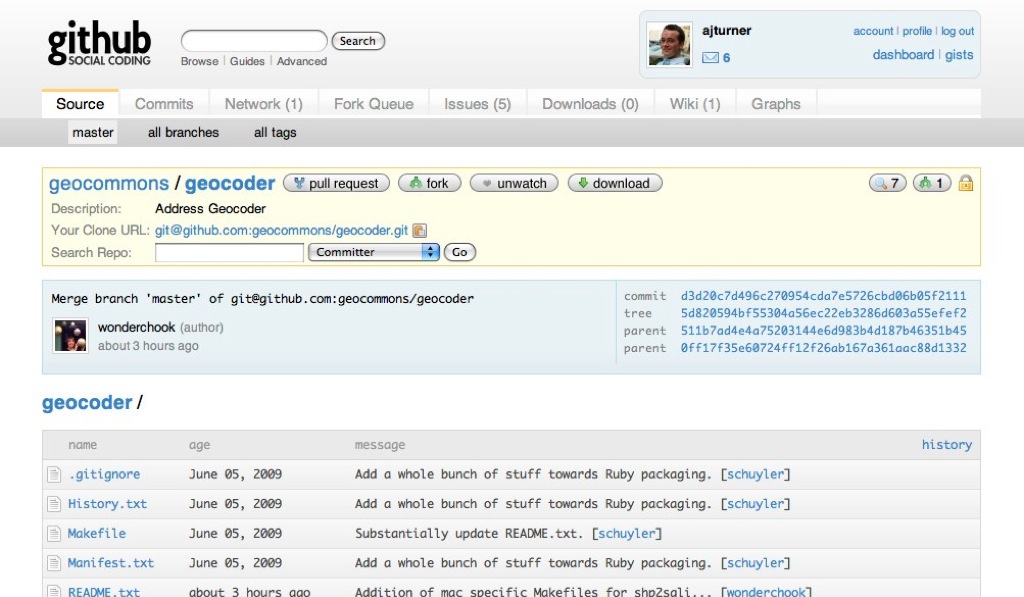 github
SOCIAL CODING
Search
Browse | Guides | Advanced
ajturner
6
account | profile | log out
dashboard | gists
Source Commits Network (1) Fork Queue Issues (5) Downloads (0) Wiki (1) Graphs
master all branches all tags
geocommons / geocoder pull request fork unwatch download 7 1
Description: Address Geocoder
Your Clone URL: git@github.com:geocommons/geocoder.git
Search Repo: Committer Go
Merge branch 'master' of git@github.com:geocommons/geocoder
wonderchook (author)
about 3 hours ago
commit d3d20c7d496c270954cda7e5726cbd06b05f2111
tree 5d820594bf55304a56ec22eb3286d603a55efef2
parent 511b7ad4e4a75203144e6d983b4d187b46351b45
parent 0ff17f35e60724ff12f26ab167a361aac88d1332
geocoder /
name age message history
.gitignore June 05, 2009 Add a whole bunch of stuff towards Ruby packaging. [schuyler]
History.txt June 05, 2009 Add a whole bunch of stuff towards Ruby packaging. [schuyler]
Makefile June 05, 2009 Substantially update README.txt. [schuyler]
Manifest.txt June 05, 2009 Add a whole bunch of stuff towards Ruby packaging. [schuyler]
README.txt about 3 hours ago Addition of mac specific Makefiles for shp2sqli... [wonderchook]